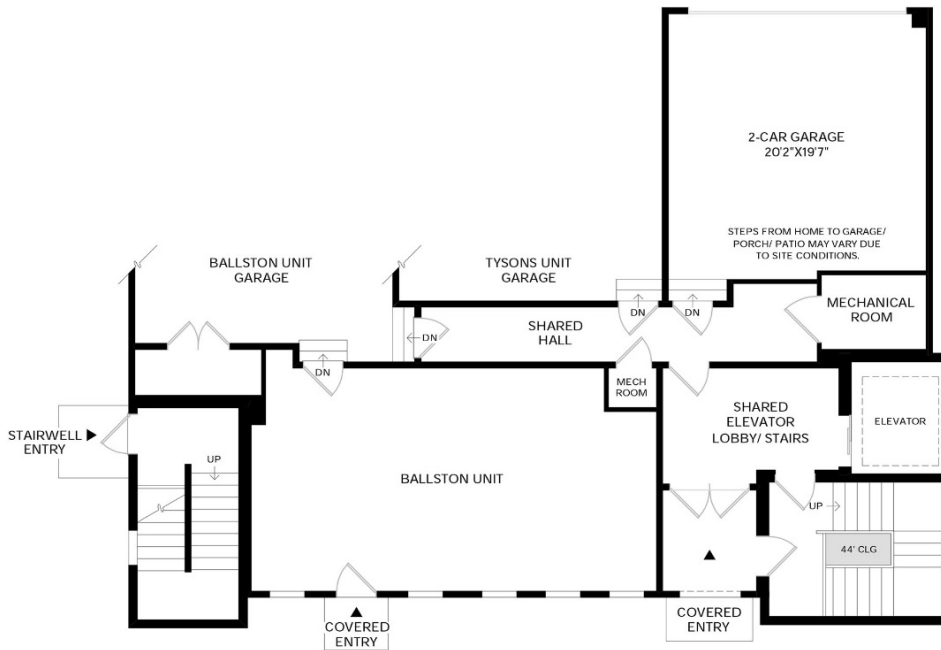 2-CAR GARAGE
20'2"X19'7"
STEPS FROM HOME TO GARAGE/
PORCH/ PATIO MAY VARY DUE
TO SITE CONDITIONS.
BALLSTON UNIT
GARAGE
TYSONS UNIT
GARAGE
MECHANICAL
ROOM
DN
DN
DN
DN
SHARED
HALL
MECH
ROOM
SHARED
ELEVATOR
LOBBY/ STAIRS
ELEVATOR
STAIRWELL
ENTRY
UP
BALLSTON UNIT
UP
44' CLG
COVERED
ENTRY
COVERED
ENTRY